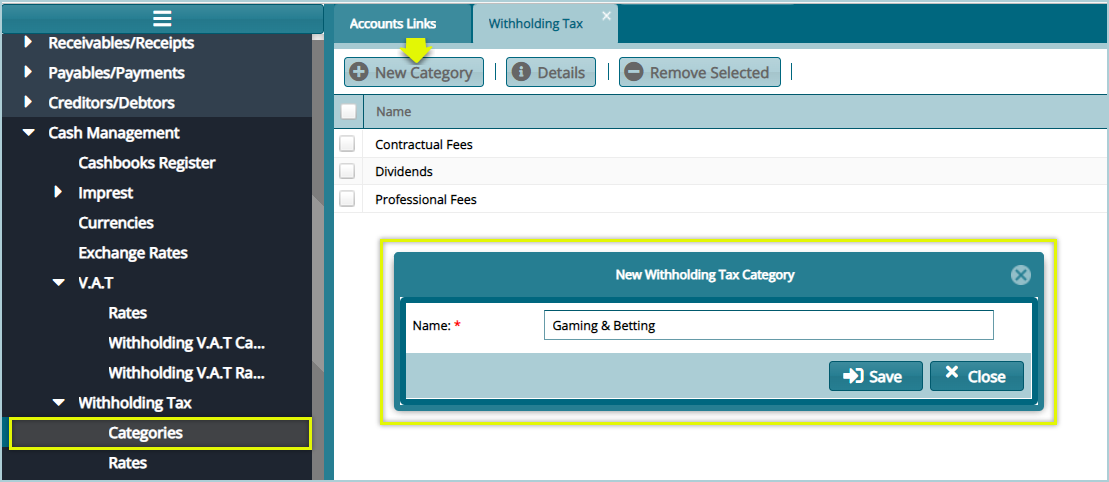 Receivables/Receipts
Payables/Payments
Creditors/Debtors
Cash Management
Cashbooks Register
Imprest
Currencies
Exchange Rates
V.A.T
Rates
Withholding V.A.T Ca...
Withholding V.A.T Ra...
Withholding Tax
Categories
Rates
Accounts Links Withholding Tax
New Category Details Remove Selected
Name
Contractual Fees
Dividends
Professional Fees
New Withholding Tax Category
Name: * Gaming & Betting
Save Close